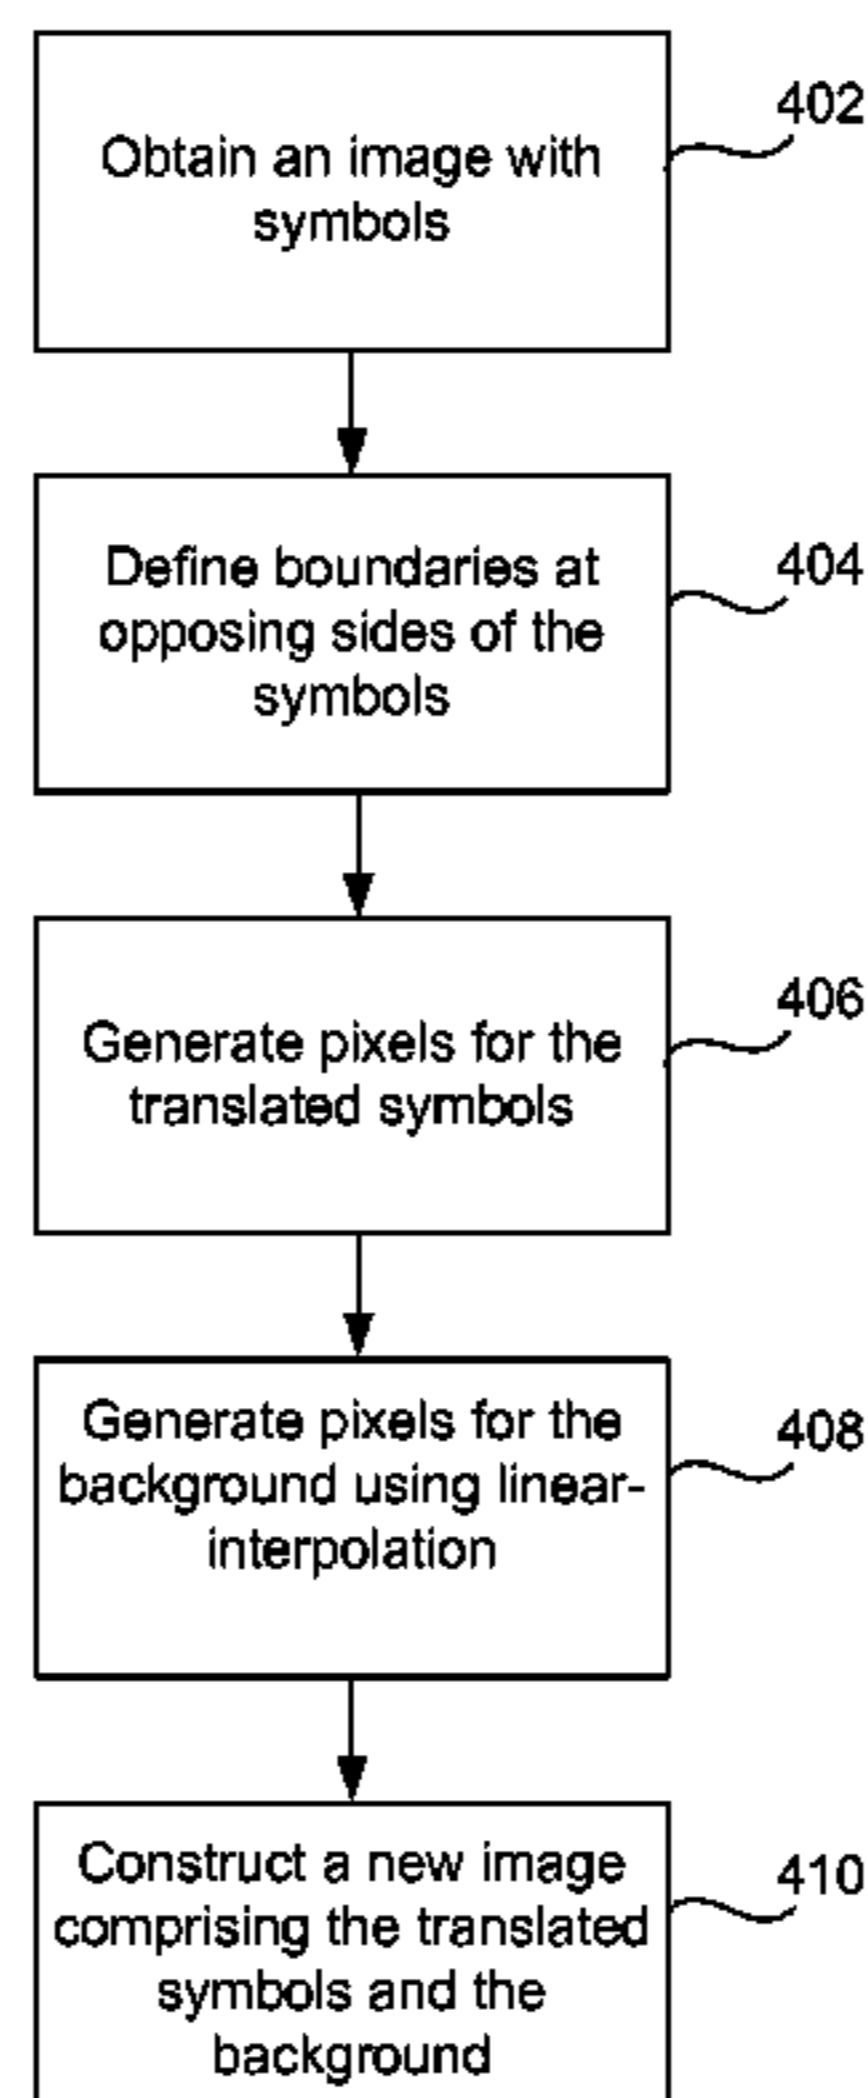 Obtain an image with
symbols
402
Define boundaries at
opposing sides of the
symbols
404
Generate pixels for the
translated symbols
406
Generate pixels for the
background using linear-
interpolation
408
Construct a new image
comprising the translated
symbols and the
background
410